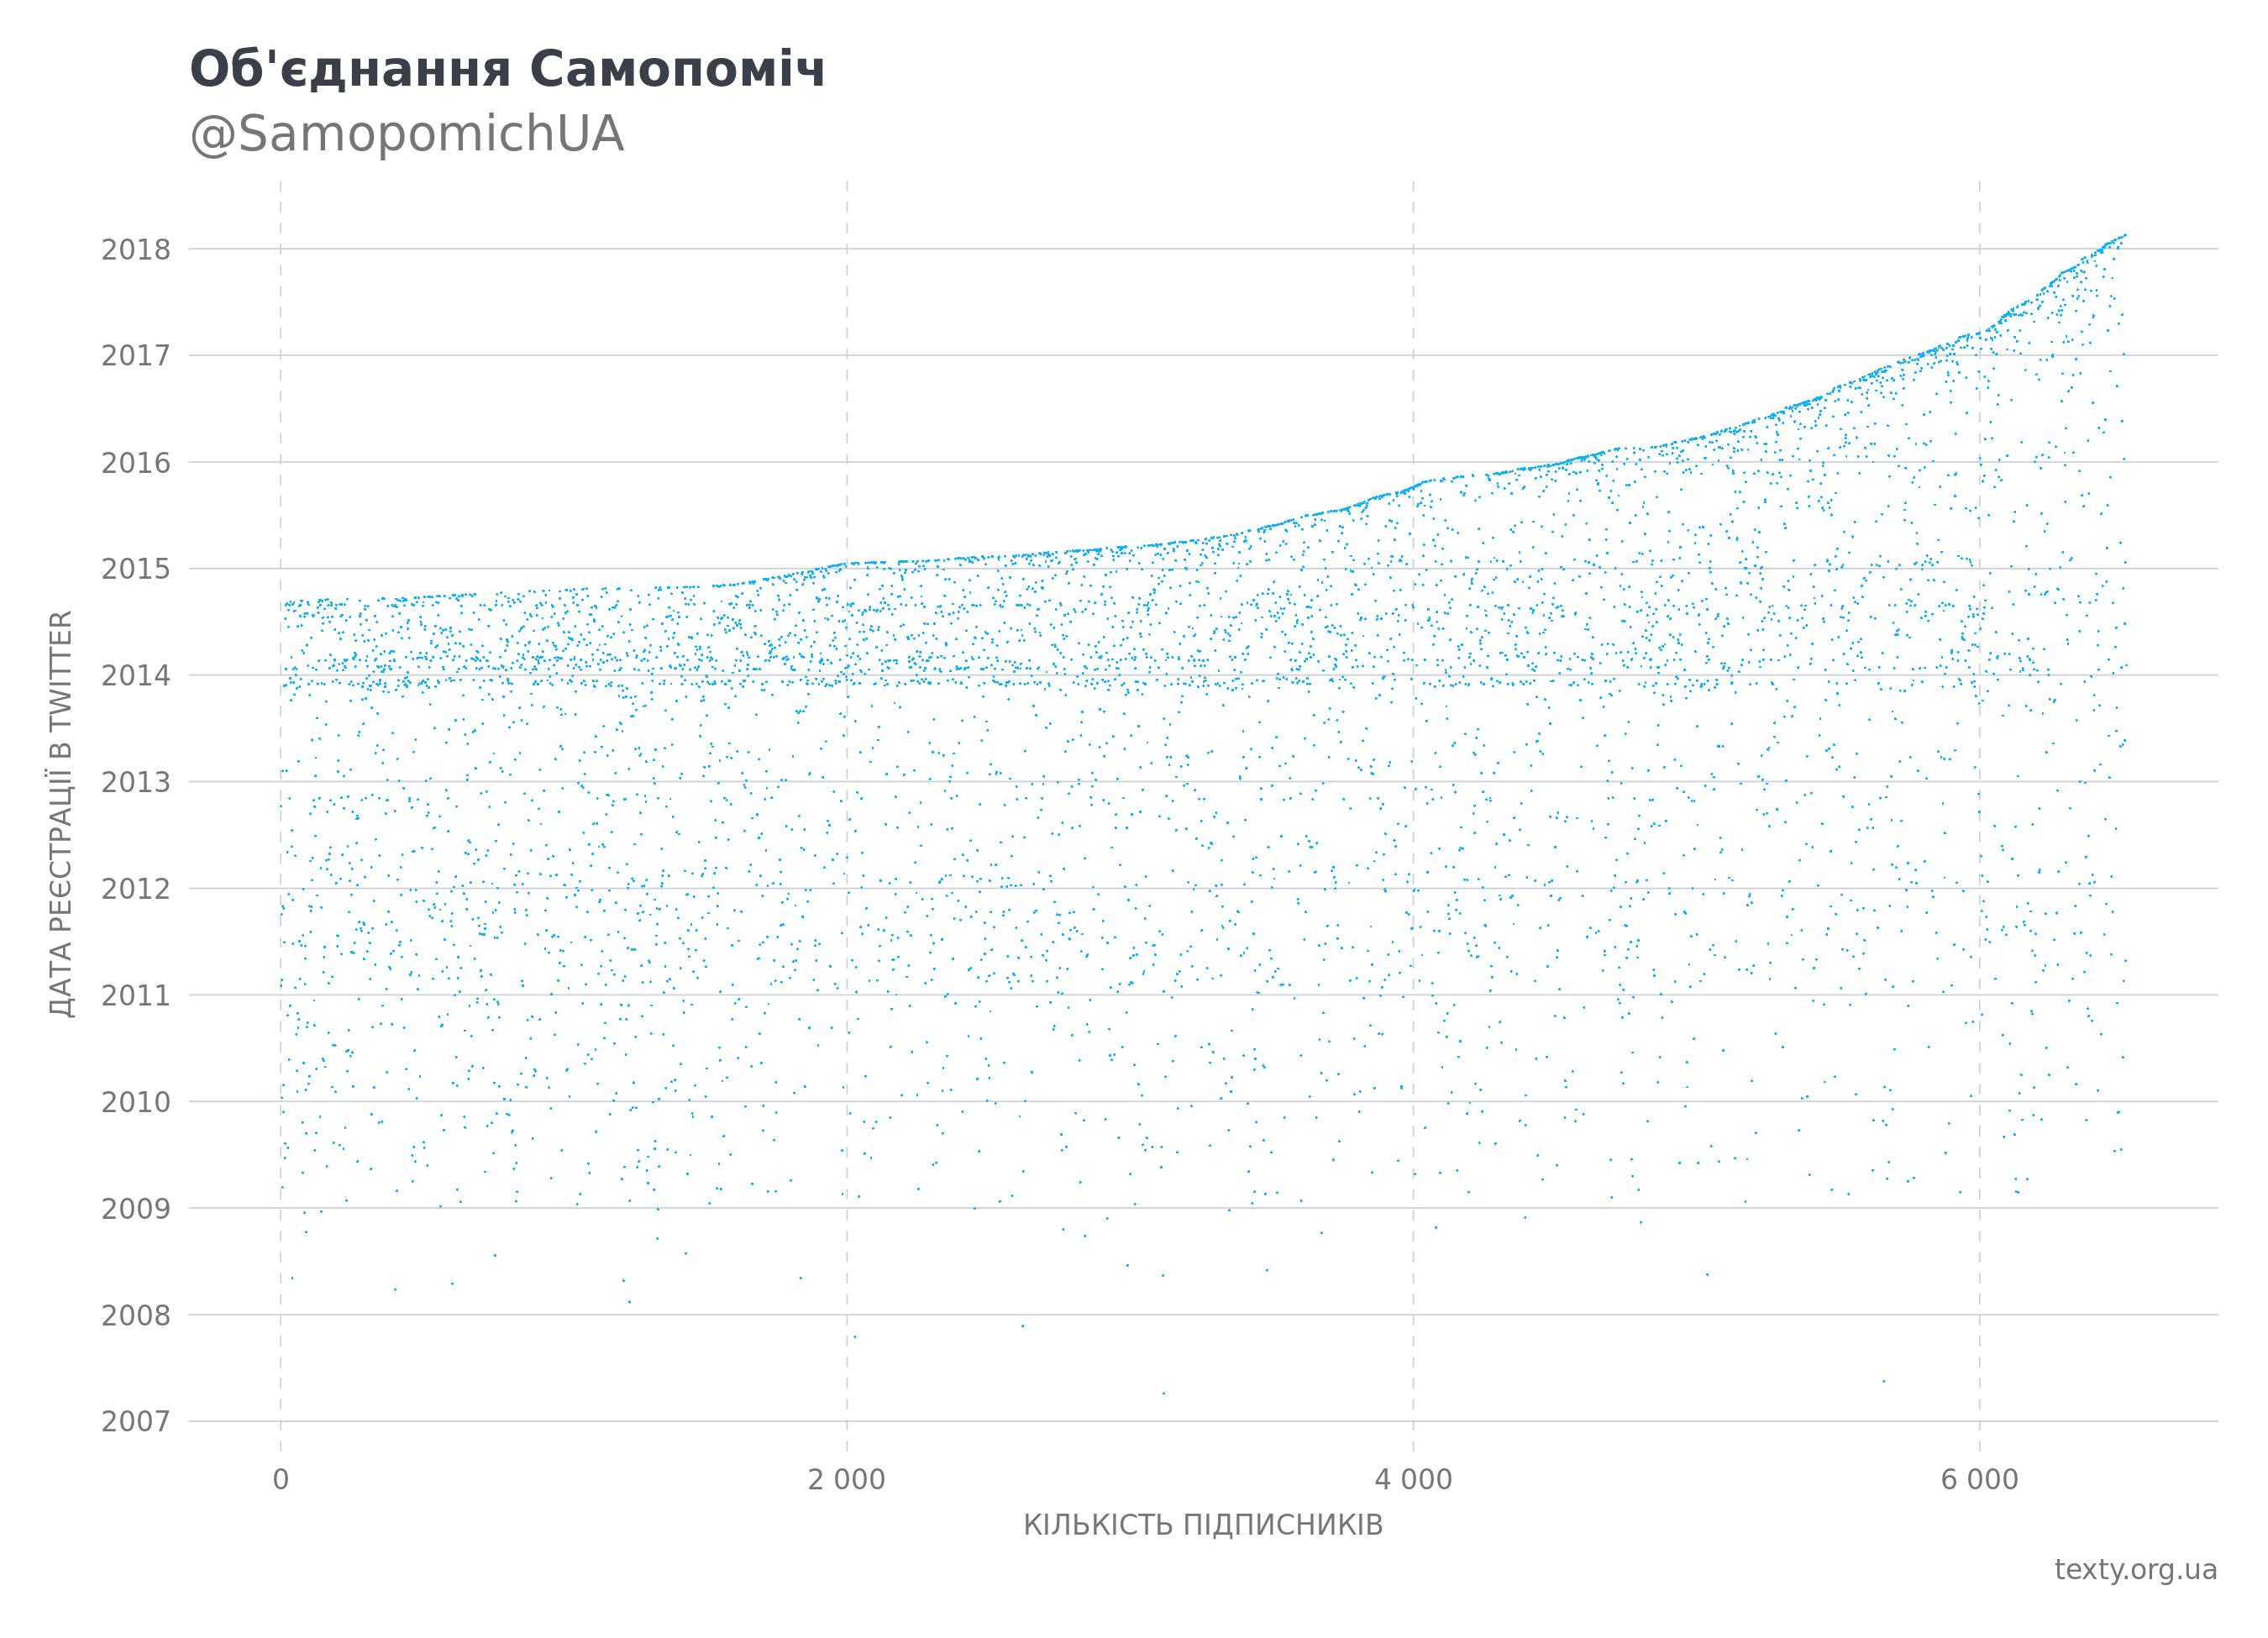 Об'єднання Самопоміч
@SamopomichUA
2018
2017
2016
2015
2014
2013
2012
2011
2010
2009
2008
2007
ДАТА РЕЄСТРАЦІЇ В TWITTER
0 2 000 4 000 6 000
КІЛЬКІСТЬ ПІДПИСНИКІВ
texty.org.ua